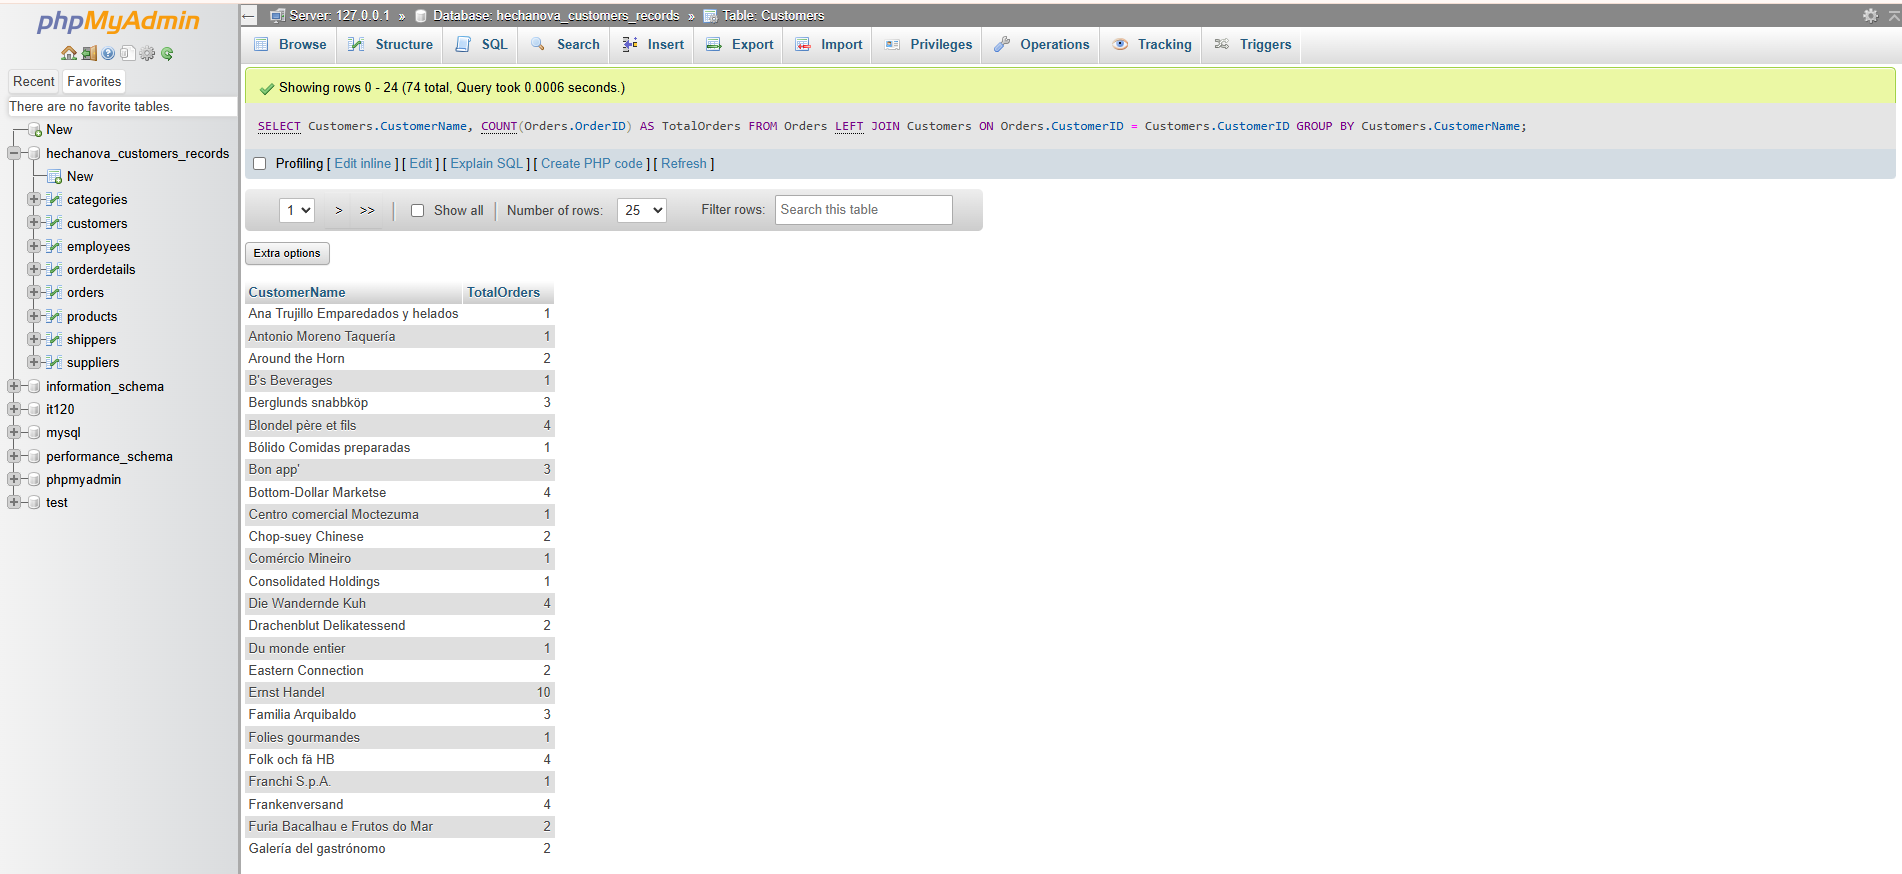 phpMyAdmin
Recent Favorites
There are no favorite tables.
New
hechanova_customers_records
New
categories
customers
employees
orderdetails
orders
products
shippers
suppliers
information_schema
it120
mysql
performance_schema
phpmyadmin
test
Server: 127.0.0.1 » Database: hechanova_customers_records » Table: Customers
Browse Structure SQL Search Insert Export Import Privileges Operations Tracking Triggers
Showing rows 0 - 24 (74 total, Query took 0.0006 seconds.)
SELECT Customers.CustomerName, COUNT(Orders.OrderID) AS TotalOrders FROM Orders LEFT JOIN Customers ON Orders.CustomerID = Customers.CustomerID GROUP BY Customers.CustomerName;
Profiling [ Edit inline ] [ Edit ] [ Explain SQL ] [ Create PHP code ] [ Refresh ]
1 > >> Show all Number of rows: 25 Filter rows: Search this table
Extra options
CustomerName TotalOrders
Ana Trujillo Emparedados y helados 1
Antonio Moreno Taquería 1
Around the Horn 2
B's Beverages 1
Berglunds snabbköp 3
Blondel père et fils 4
Bólido Comidas preparadas 1
Bon app' 3
Bottom-Dollar Marketse 4
Centro comercial Moctezuma 1
Chop-suey Chinese 2
Comércio Mineiro 1
Consolidated Holdings 1
Die Wandernde Kuh 4
Drachenblut Delikatessend 2
Du monde entier 1
Eastern Connection 2
Ernst Handel 10
Familia Arquibaldo 3
Folies gourmandes 1
Folk och fä HB 4
Franchi S.p.A. 1
Frankenversand 4
Furia Bacalhau e Frutos do Mar 2
Galería del gastrónomo 2